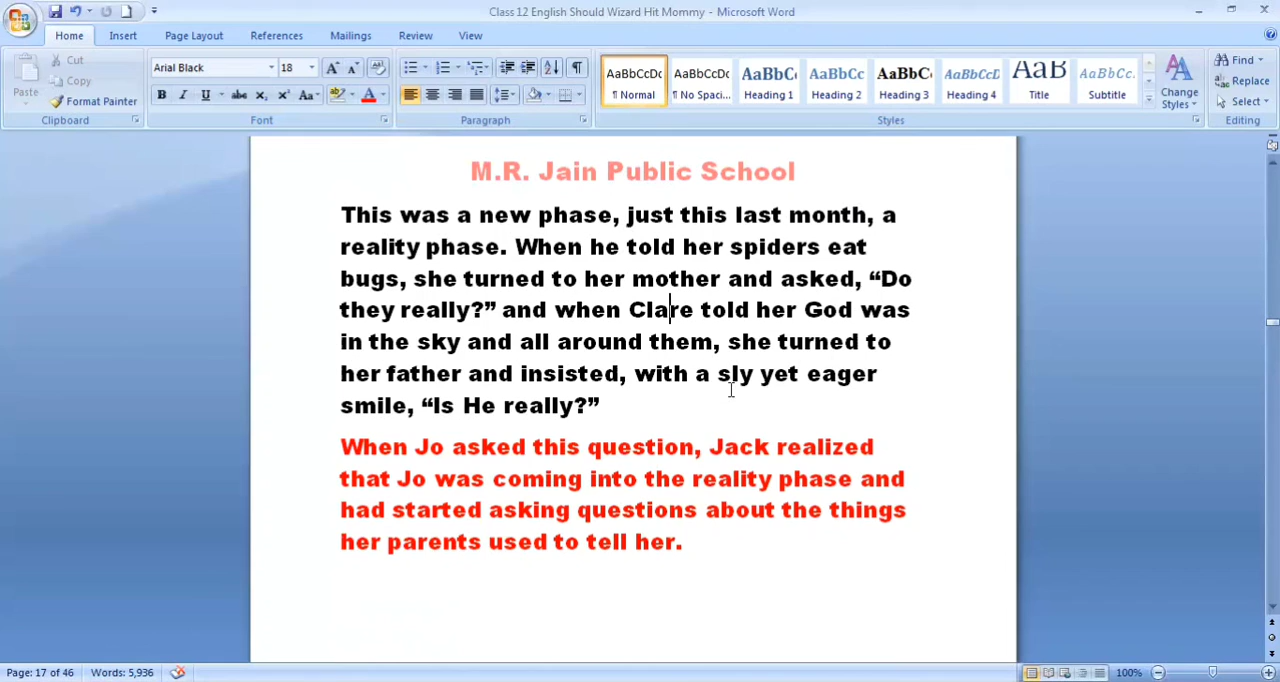 Class 12 English Should Wizard Hit Mommy - Microsoft Word
Home Insert Page Layout References Mailings Review View
Paste
Cut
Copy
Format Painter
Clipboard
Arial Black 18
Font
Paragraph
AaBbCcDc AaBbCcDc AaBbC( AaBbCc AaBbC( AaBbCcD AaB AaBbCc.
¶ Normal ¶ No Spaci... Heading 1 Heading 2 Heading 3 Heading 4 Title Subtitle
Styles
Change
Styles
Find
Replace
Select
Editing
M.R. Jain Public School
This was a new phase, just this last month, a
reality phase. When he told her spiders eat
bugs, she turned to her mother and asked, “Do
they really?” and when Clare told her God was
in the sky and all around them, she turned to
her father and insisted, with a sly yet eager
smile, “Is He really?”
When Jo asked this question, Jack realized
that Jo was coming into the reality phase and
had started asking questions about the things
her parents used to tell her.
Page: 17 of 46 Words: 5,936 100%